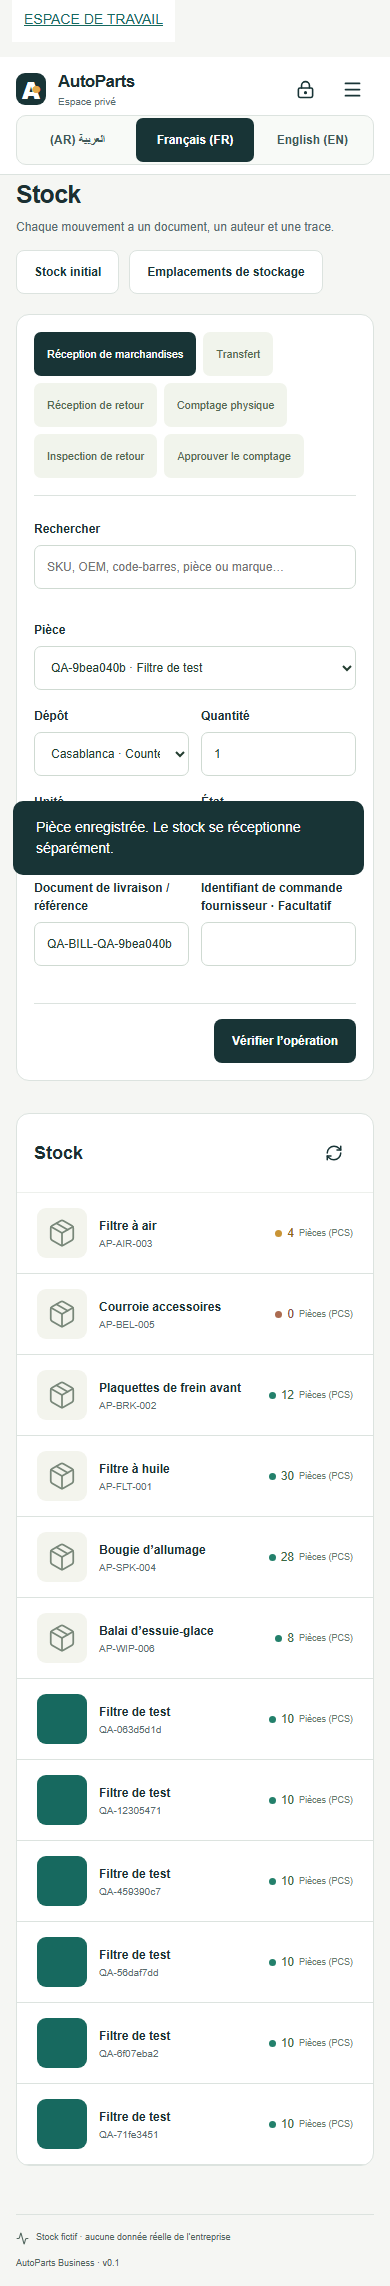 ESPACE DE TRAVAIL
AutoParts
Espace privé
العربية (AR)
Français (FR)
English (EN)
Stock
Chaque mouvement a un document, un auteur et une trace.
Stock initial
Emplacements de stockage
Réception de marchandises
Transfert
Réception de retour
Comptage physique
Inspection de retour
Approuver le comptage
Rechercher
SKU, OEM, code-barres, pièce ou marque…
Pièce
QA-9bea040b · Filtre de test
Dépôt
Quantité
Casablanca · Counte
1
Unité
État
Pièce enregistrée. Le stock se réceptionne
séparément.
Document de livraison /
référence
Identifiant de commande
fournisseur · Facultatif
QA-BILL-QA-9bea040b
Vérifier l’opération
Stock
Filtre à air
AP-AIR-003
4 Pièces (PCS)
Courroie accessoires
AP-BEL-005
0 Pièces (PCS)
Plaquettes de frein avant
AP-BRK-002
12 Pièces (PCS)
Filtre à huile
AP-FLT-001
30 Pièces (PCS)
Bougie d’allumage
AP-SPK-004
28 Pièces (PCS)
Balai d’essuie-glace
AP-WIP-006
8 Pièces (PCS)
Filtre de test
QA-063d5d1d
10 Pièces (PCS)
Filtre de test
QA-12305471
10 Pièces (PCS)
Filtre de test
QA-459390c7
10 Pièces (PCS)
Filtre de test
QA-56daf7dd
10 Pièces (PCS)
Filtre de test
QA-6f07eba2
10 Pièces (PCS)
Filtre de test
QA-71fe3451
10 Pièces (PCS)
Stock fictif · aucune donnée réelle de l’entreprise
AutoParts Business · v0.1